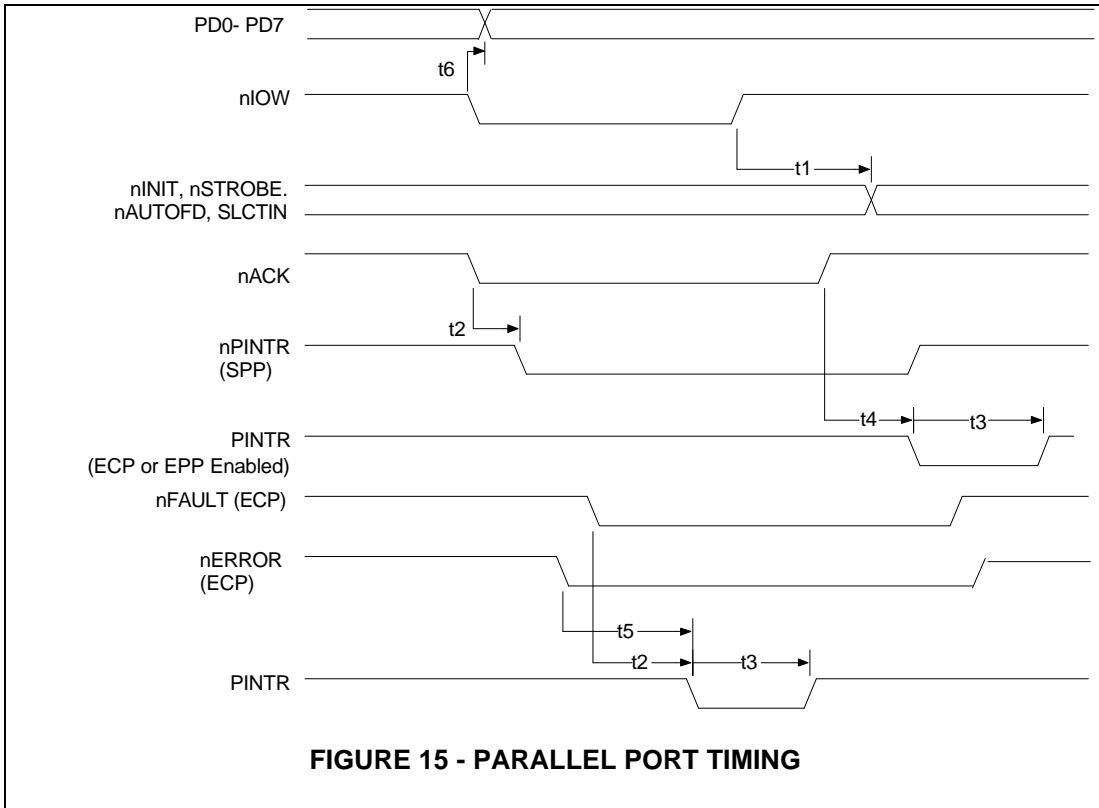 PD0- PD7
t6
nIOW
t1
nINIT, nSTROBE.
nAUTOFD, SLCTIN
nACK
t2
nPINTR
(SPP)
t4
t3
PINTR
(ECP or EPP Enabled)
nFAULT (ECP)
nERROR
(ECP)
t5
t2
t3
PINTR
FIGURE 15 - PARALLEL PORT TIMING